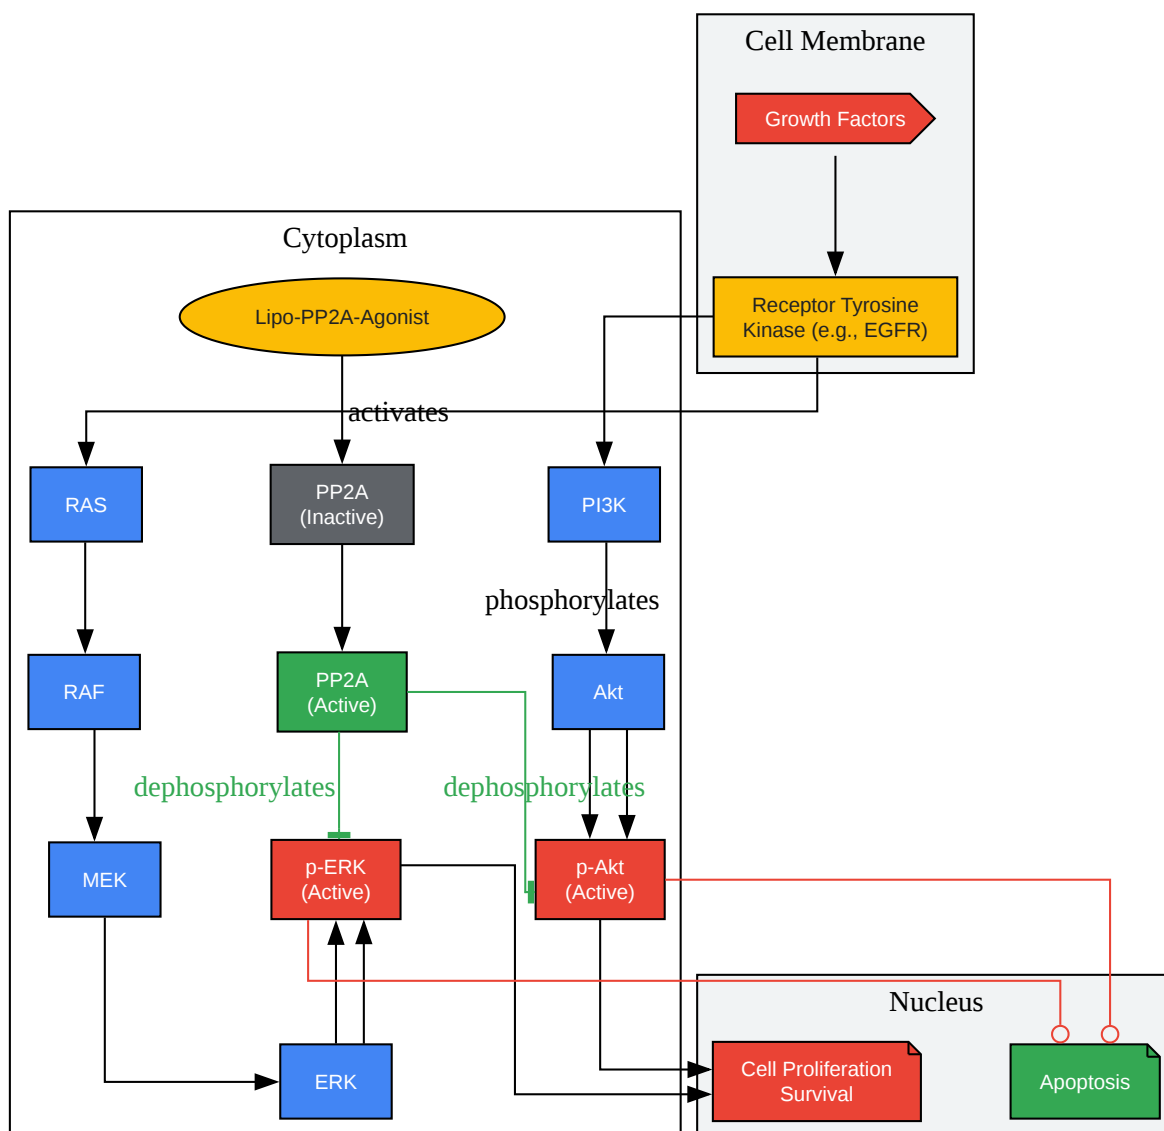 Cell Membrane
Growth Factors
Cytoplasm
Lipo-PP2A-Agonist
Receptor Tyrosine
Kinase (e.g., EGFR)
activates
RAS
PP2A
(Inactive)
PI3K
phosphorylates
RAF
PP2A
(Active)
Akt
dephosphorylates
dephosphorylates
MEK
p-ERK
(Active)
p-Akt
(Active)
Nucleus
ERK
Cell Proliferation
Survival
Apoptosis